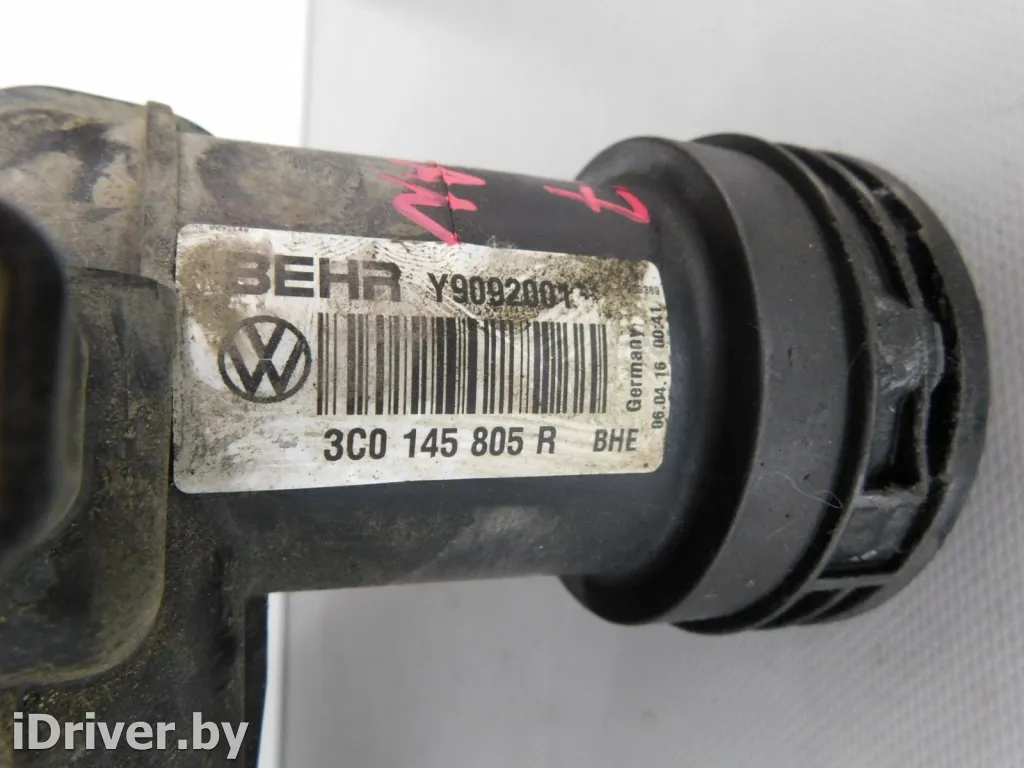 BEHR Y9092001
Germany
06.04.16 00:41
3C0 145 805 R BHE
iDriver.by